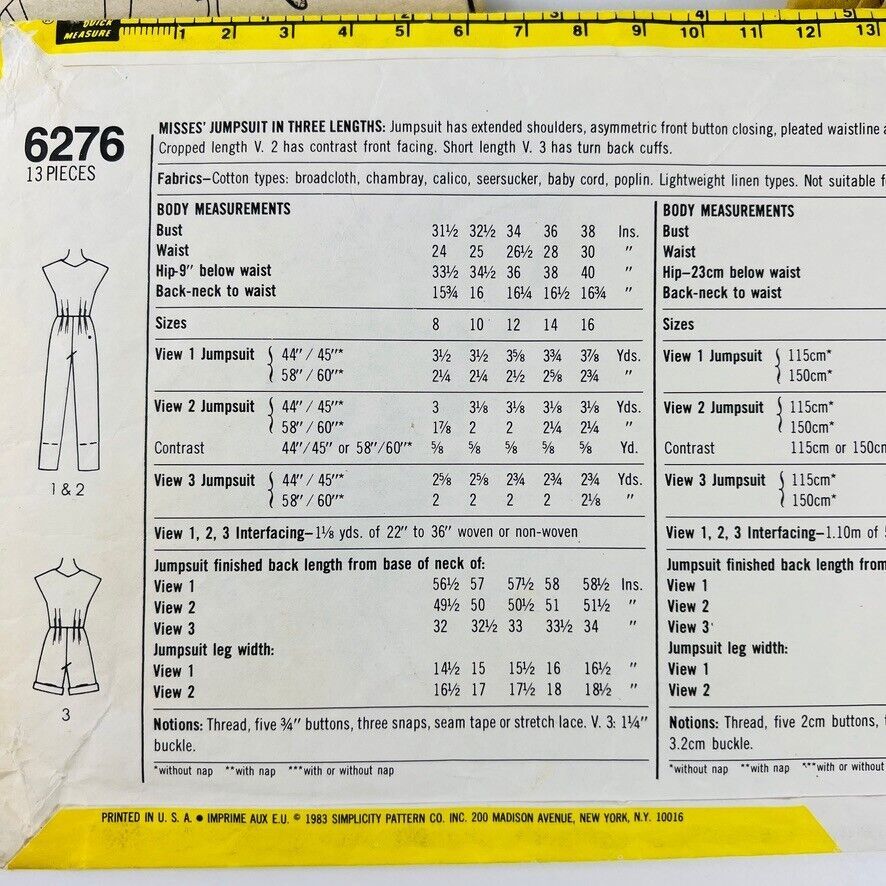 QUICK MEASURE
1 2 3 4 5 6 7 8 9 10 11 12 13
4 5
6276
13 PIECES
MISSES' JUMPSUIT IN THREE LENGTHS: Jumpsuit has extended shoulders, asymmetric front button closing, pleated waistline
Cropped length V. 2 has contrast front facing. Short length V. 3 has turn back cuffs.
Fabrics–Cotton types: broadcloth, chambray, calico, seersucker, baby cord, poplin. Lightweight linen types. Not suitable
BODY MEASUREMENTS
Bust 31½ 32½ 34 36 38 Ins.
Waist 24 25 26½ 28 30 "
Hip-9" below waist 33½ 34½ 36 38 40 "
Back-neck to waist 15¾ 16 16¼ 16½ 16¾ "
Sizes 8 10 12 14 16
View 1 Jumpsuit { 44" / 45"* 3½ 3½ 3⅝ 3¾ 3⅞ Yds.
58" / 60"* 2¼ 2¼ 2½ 2⅝ 2¾ "
View 2 Jumpsuit { 44" / 45"* 3 3⅛ 3⅛ 3⅛ 3⅛ Yds.
58" / 60"* 1⅞ 2 2 2¼ 2¼ "
Contrast 44"/45" or 58"/60"* ⅝ ⅝ ⅝ ⅝ ⅝ Yd.
View 3 Jumpsuit { 44" / 45"* 2⅝ 2⅝ 2¾ 2¾ 2¾ Yds.
58" / 60"* 2 2 2 2 2⅛ "
View 1, 2, 3 Interfacing–1⅛ yds. of 22" to 36" woven or non-woven
Jumpsuit finished back length from base of neck of:
View 1 56½ 57 57½ 58 58½ Ins.
View 2 49½ 50 50½ 51 51½ "
View 3 32 32½ 33 33½ 34 "
Jumpsuit leg width:
View 1 14½ 15 15½ 16 16½ "
View 2 16½ 17 17½ 18 18½ "
Notions: Thread, five ¾" buttons, three snaps, seam tape or stretch lace. V. 3: 1¼"
buckle.
*without nap **with nap ***with or without nap
BODY MEASUREMENTS
Bust
Waist
Hip–23cm below waist
Back-neck to waist
Sizes
View 1 Jumpsuit { 115cm*
150cm*
View 2 Jumpsuit { 115cm*
150cm*
Contrast 115cm or 150cm
View 3 Jumpsuit { 115cm*
150cm*
View 1, 2, 3 Interfacing–1.10m of
Jumpsuit finished back length from
View 1
View 2
View 3
Jumpsuit leg width:
View 1
View 2
Notions: Thread, five 2cm buttons,
3.2cm buckle.
*without nap **with nap ***with or without
1 & 2
3
PRINTED IN U. S. A. ● IMPRIME AUX E.U. © 1983 SIMPLICITY PATTERN CO. INC. 200 MADISON AVENUE, NEW YORK, N.Y. 10016